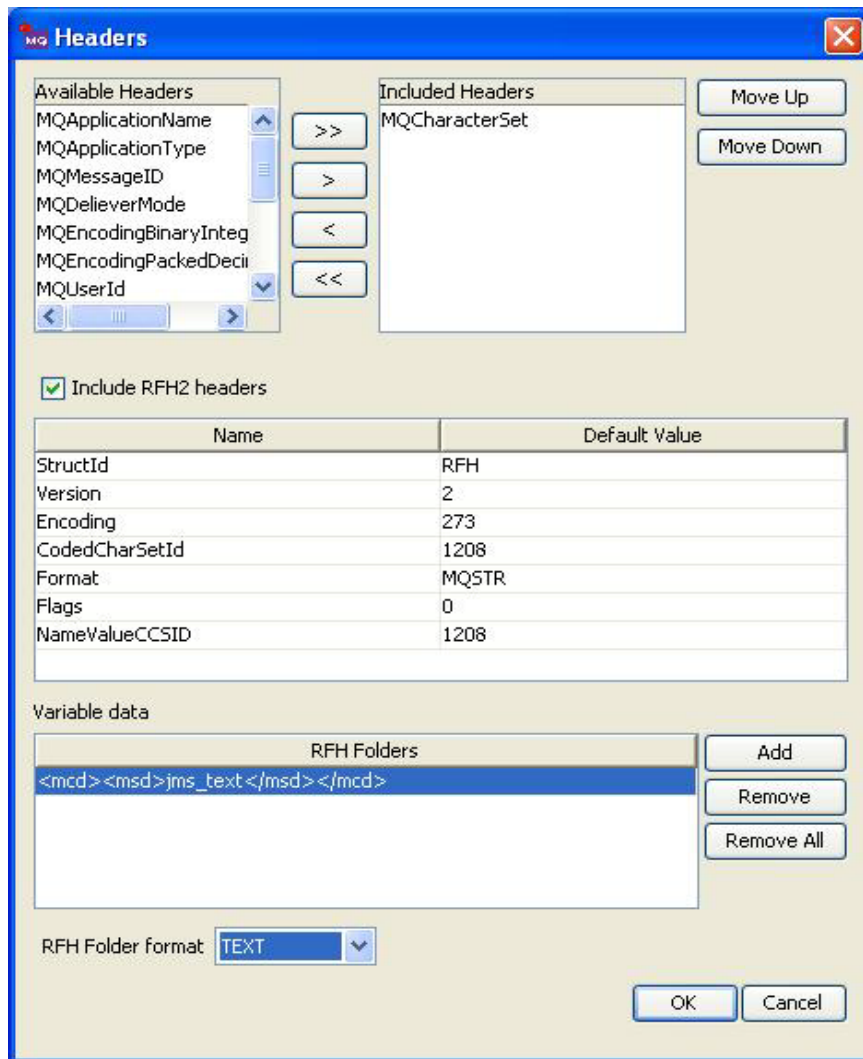 MQ Headers
Available Headers
MQApplicationName
MQApplicationType
MQMessageID
MQDelieverMode
MQEncodingBinaryInteg
MQEncodingPackedDeci
MQUserId
>>
>
<
<<
Included Headers
MQCharacterSet
Move Up
Move Down
Include RFH2 headers
Name Default Value
StructId RFH
Version 2
Encoding 273
CodedCharSetId 1208
Format MQSTR
Flags 0
NameValueCCSID 1208
Variable data
RFH Folders
<mcd><msd>jms_text</msd></mcd>
Add
Remove
Remove All
RFH Folder format TEXT
OK Cancel